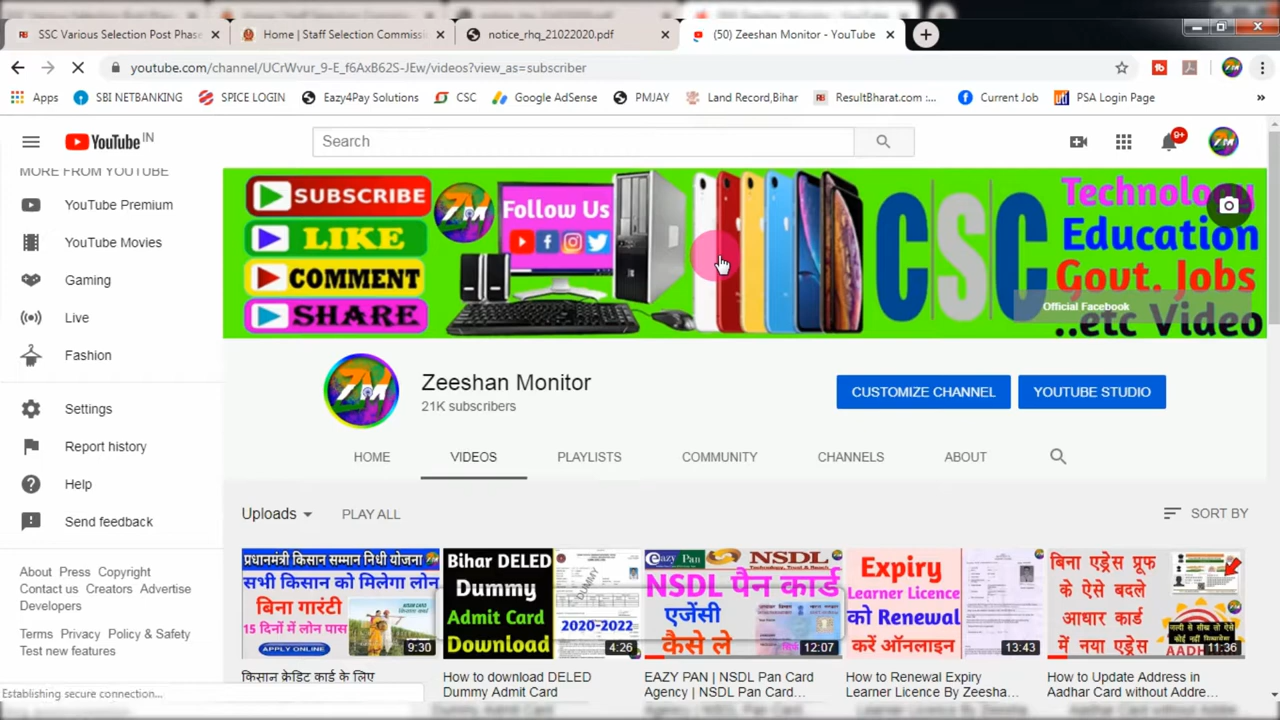 SSC Various Selection Post Phase
Home | Staff Selection Commissi
(50) Zeeshan Monitor - YouTube
youtube.com/channel/UCrWvur_9-E_f6AxB62S-JEw/videos?view_as=subscriber
Apps SBI NETBANKING SPICE LOGIN Eazy4Pay Solutions CSC Google AdSense PMJAY Land Record,Bihar ResultBharat.com :... Current Job PSA Login Page »
YouTube IN
Search
9+
MORE FROM YOUTUBE
YouTube Premium
YouTube Movies
Gaming
Live
Fashion
Settings
Report history
Help
Send feedback
About Press Copyright
Contact us Creators Advertise
Developers
Terms Privacy Policy & Safety
Test new features
SUBSCRIBE
LIKE
COMMENT
SHARE
ZM
Follow Us
CSC
Technology
Education
Govt. Jobs
..etc Video
Official Facebook
ZM
Zeeshan Monitor
21K subscribers
CUSTOMIZE CHANNEL
YOUTUBE STUDIO
HOME VIDEOS PLAYLISTS COMMUNITY CHANNELS ABOUT
Uploads PLAY ALL
SORT BY
प्रधानमंत्री किसान सम्मान निधी योजना
सभी किसान को मिलेगा लोन
बिना गारंटी
APPLY ONLINE
9:30
किसान क्रेडिट कार्ड के लिए
Bihar DELED
Dummy
Admit Card
Download
2020-2022
4:26
How to download DELED
Dummy Admit Card
eazy Pan
NSDL
NSDL पैन कार्ड
एजेंसी
कैसे ले
12:07
EAZY PAN | NSDL Pan Card
Agency | NSDL Pan Card...
Expiry
Learner Licence
को Renewal
करें ऑनलाइन
13:43
How to Renewal Expiry
Learner Licence By Zeesha...
बिना एड्रेस प्रूफ
के ऐसे बदले
आधार कार्ड
में नया एड्रेस
11:36
How to Update Address in
Aadhar Card without Addre...
Establishing secure connection...